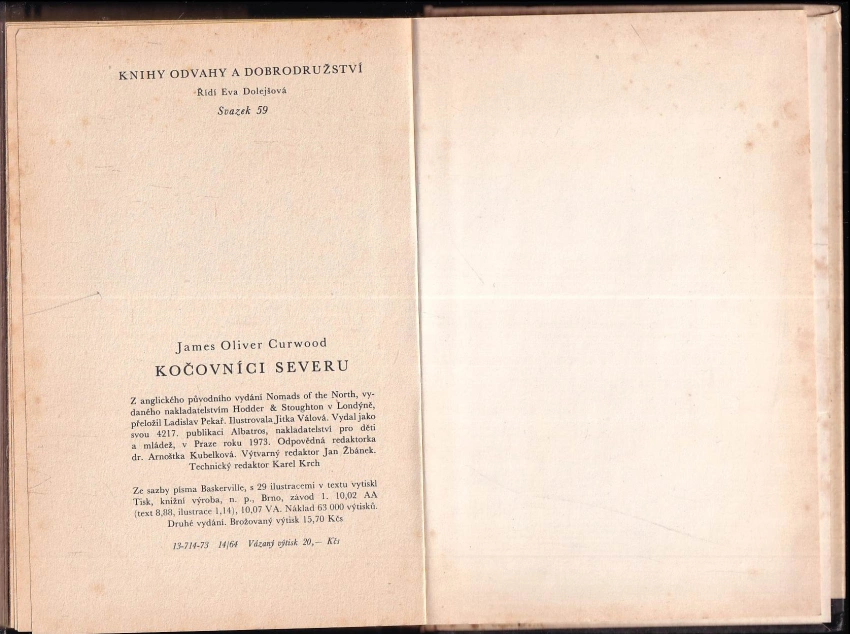 KNIHY ODVAHY A DOBRODRUŽSTVÍ
Řídí Eva Dolejšová
Svazek 59
James Oliver Curwood
KOČOVNÍCI SEVERU
Z anglického původního vydání Nomads of the North, vy-
daného nakladatelstvím Hodder & Stoughton v Londýně,
přeložil Ladislav Pekař. Ilustrovala Jitka Válová. Vydal jako
svou 4217. publikaci Albatros, nakladatelství pro děti
a mládež, v Praze roku 1973. Odpovědná redaktorka
dr. Arnoštka Kubelková. Výtvarný redaktor Jan Žbánek.
Technický redaktor Karel Krch
Ze sazby písma Baskerville, s 29 ilustracemi v textu vytiskl
Tisk, knižní výroba, n. p., Brno, závod 1. 10,02 AA
(text 8,88, ilustrace 1,14), 10,07 VA. Náklad 63 000 výtisků.
Druhé vydání. Brožovaný výtisk 15,70 Kčs
13-714-73 14/64 Vázaný výtisk 20,— Kčs